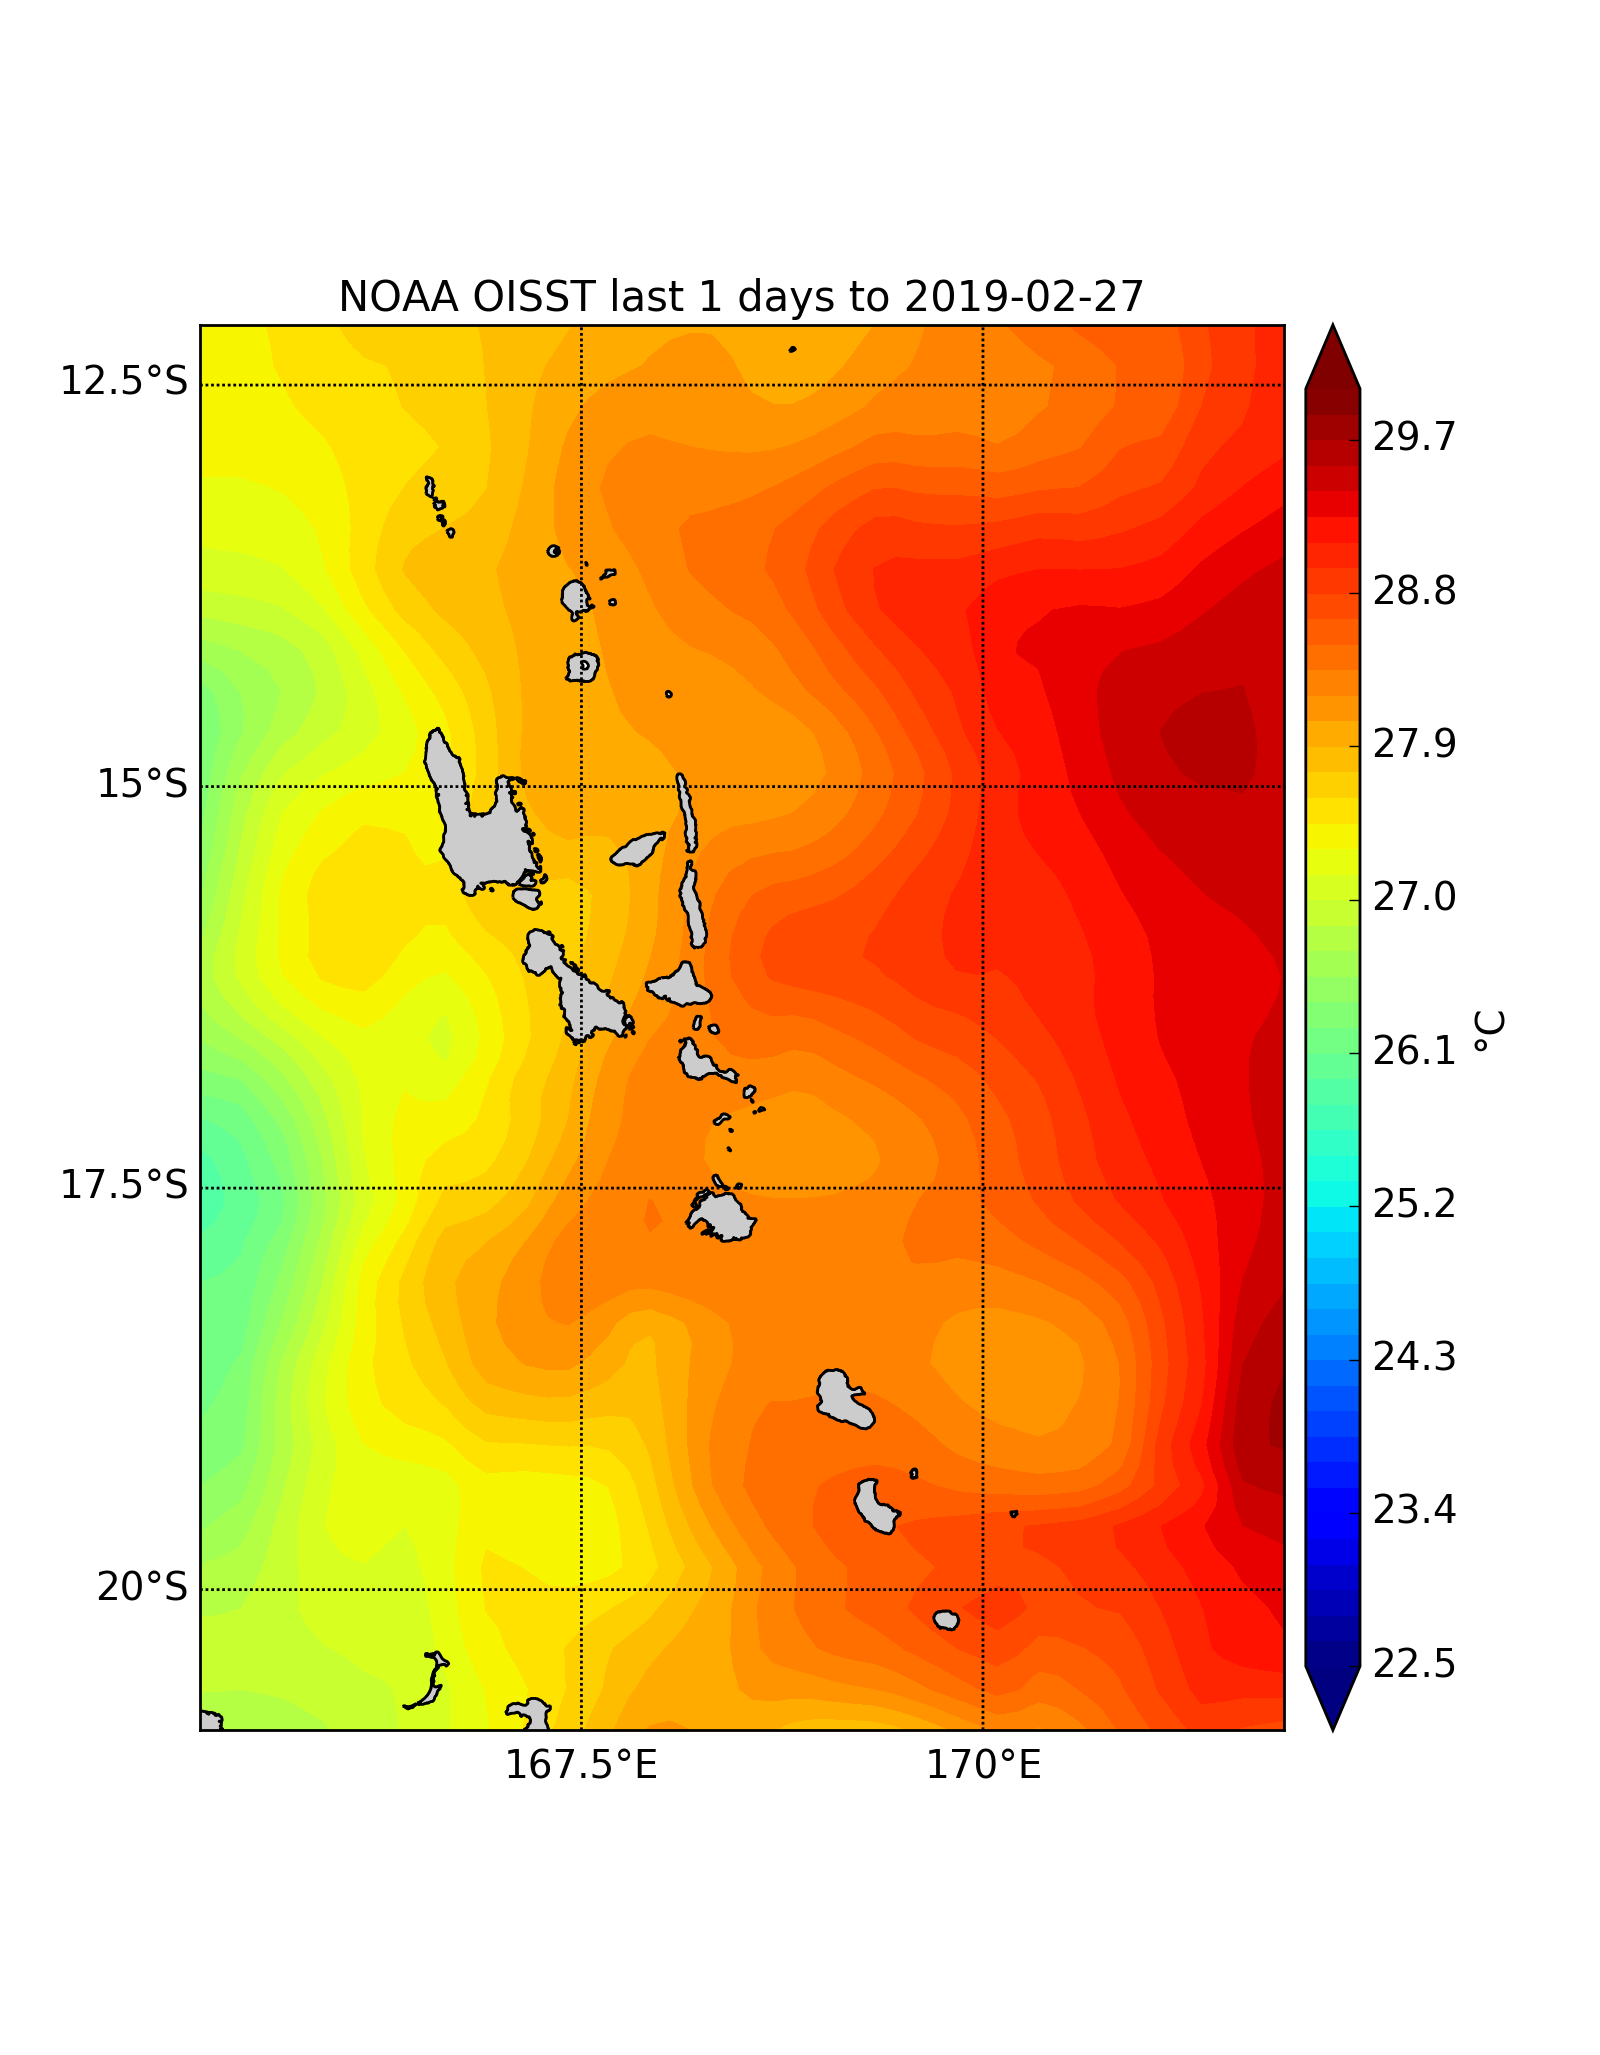 NOAA OISST last 1 days to 2019-02-27
12.5°S
15°S
17.5°S
20°S
167.5°E
170°E
29.7
28.8
27.9
27.0
26.1
25.2
24.3
23.4
22.5
°C